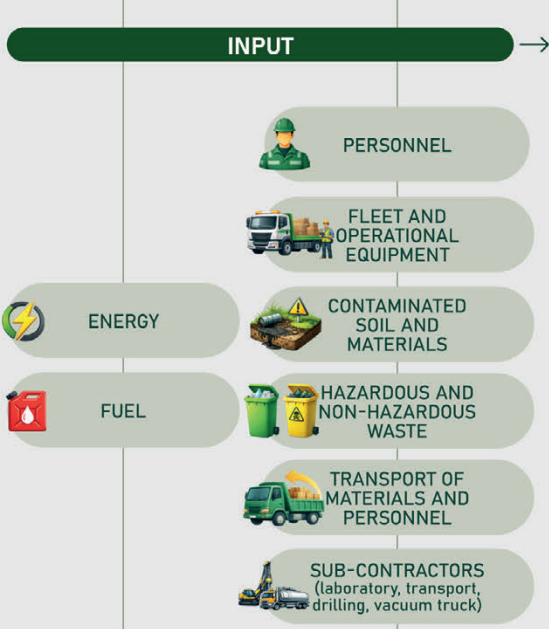 INPUT
PERSONNEL
FLEET AND
OPERATIONAL
EQUIPMENT
ENERGY
CONTAMINATED
SOIL AND
MATERIALS
FUEL
HAZARDOUS AND
NON-HAZARDOUS
WASTE
TRANSPORT OF
MATERIALS AND
PERSONNEL
SUB-CONTRACTORS
(laboratory, transport,
drilling, vacuum truck)